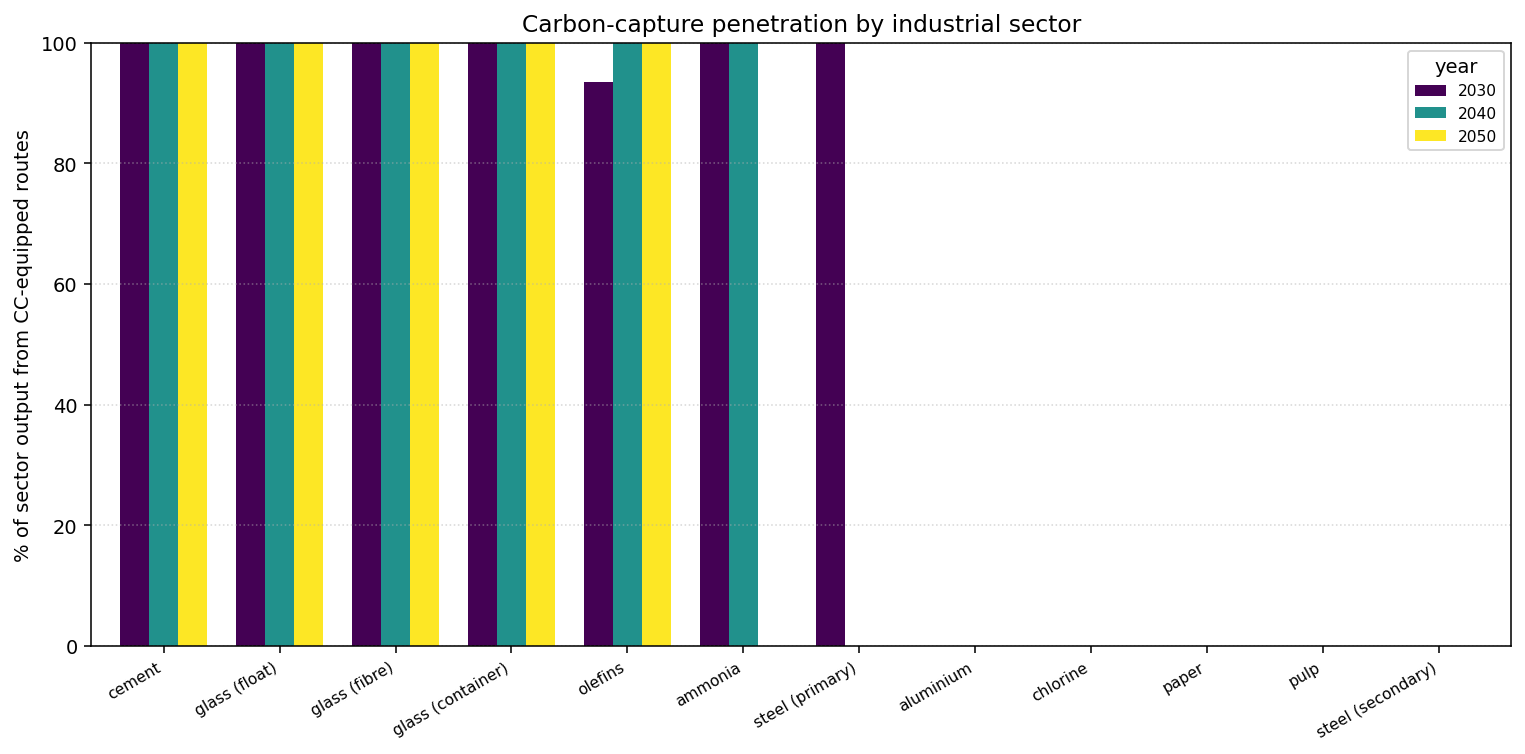 Carbon-capture penetration by industrial sector
% of sector output from CC-equipped routes
100
80
60
40
20
0
year
2030
2040
2050
cement
glass (float)
glass (fibre)
glass (container)
olefins
ammonia
steel (primary)
aluminium
chlorine
paper
pulp
steel (secondary)